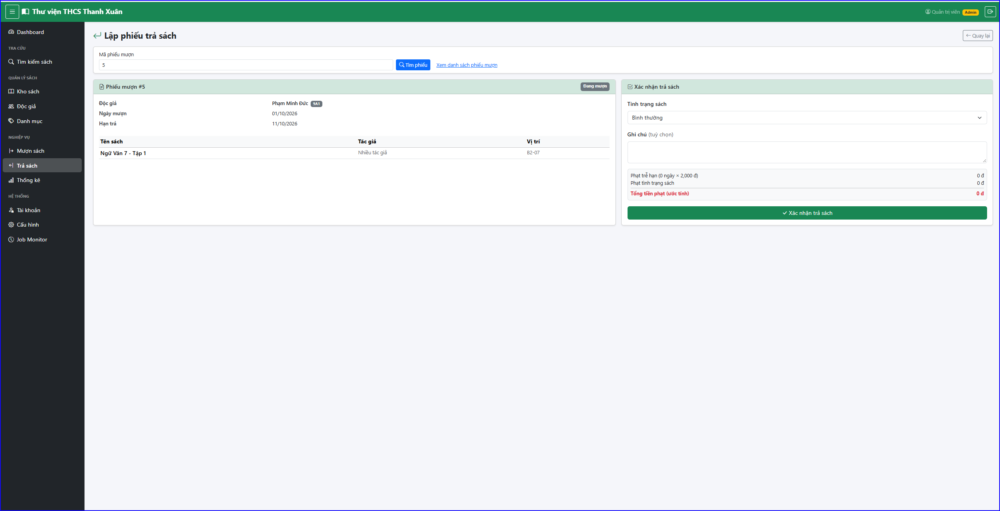 Thư viện THCS Thanh Xuân
Quản trị viên Admin
Dashboard
TRA CỨU
Tìm kiếm sách
QUẢN LÝ SÁCH
Kho sách
Độc giả
Danh mục
NGHIỆP VỤ
Mượn sách
Trả sách
Thống kê
HỆ THỐNG
Tài khoản
Cấu hình
Job Monitor
Lập phiếu trả sách
Quay lại
Mã phiếu mượn
5
Tìm phiếu
Xem danh sách phiếu mượn
Phiếu mượn #5
Đang mượn
Độc giả Phạm Minh Đức 9A1
Ngày mượn 01/10/2026
Hạn trả 11/10/2026
Tên sách Tác giả Vị trí
Ngữ Văn 7 - Tập 1 Nhiều tác giả B2-07
Xác nhận trả sách
Tình trạng sách
Bình thường
Ghi chú (tuỳ chọn)
Phạt trễ hạn (0 ngày × 2,000 đ) 0 đ
Phạt tình trạng sách 0 đ
Tổng tiền phạt (ước tính) 0 đ
Xác nhận trả sách